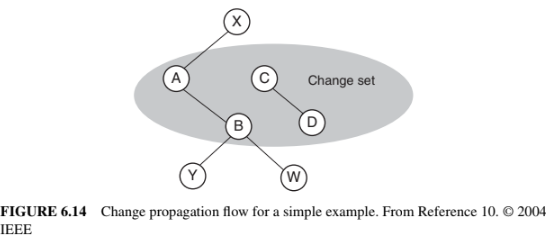 X
A
C
Change set
D
B
Y
W
FIGURE 6.14 Change propagation flow for a simple example. From Reference 10. © 2004
IEEE